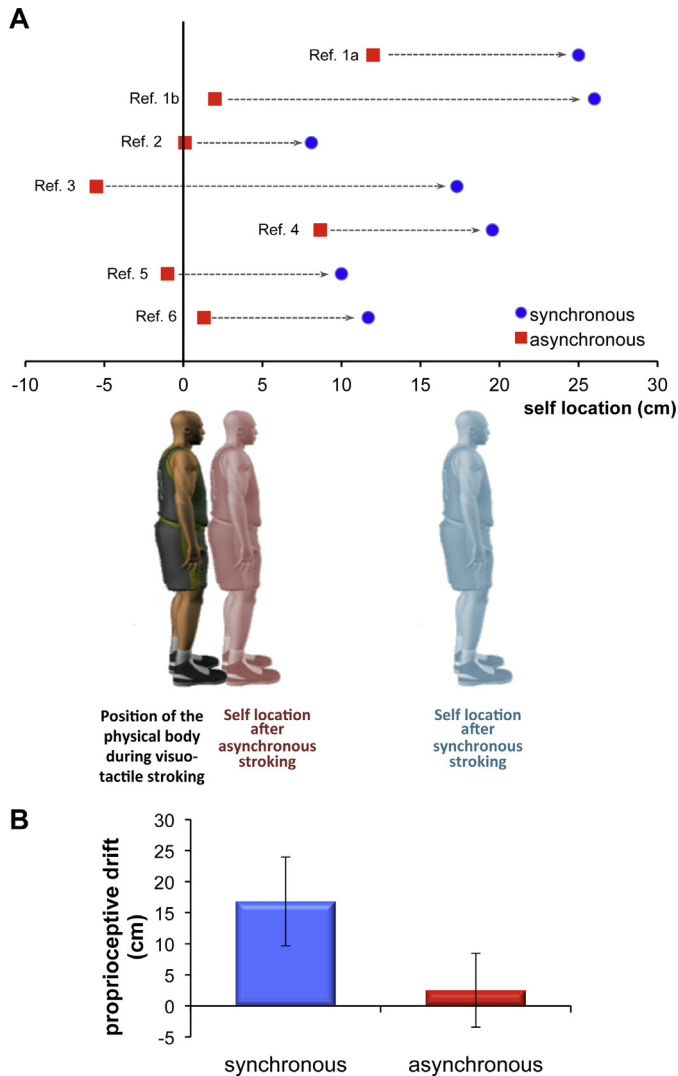 A
Ref. 1a
Ref. 1b
Ref. 2
Ref. 3
Ref. 4
Ref. 5
Ref. 6
synchronous
asynchronous
-10 -5 0 5 10 15 20 25 30
self location (cm)
Position of the
physical body
during visuo-
tactile stroking
Self location
after
asynchronous
stroking
Self location
after
synchronous
stroking
B
proprioceptive drift
(cm)
30
25
20
15
10
5
0
-5
synchronous asynchronous